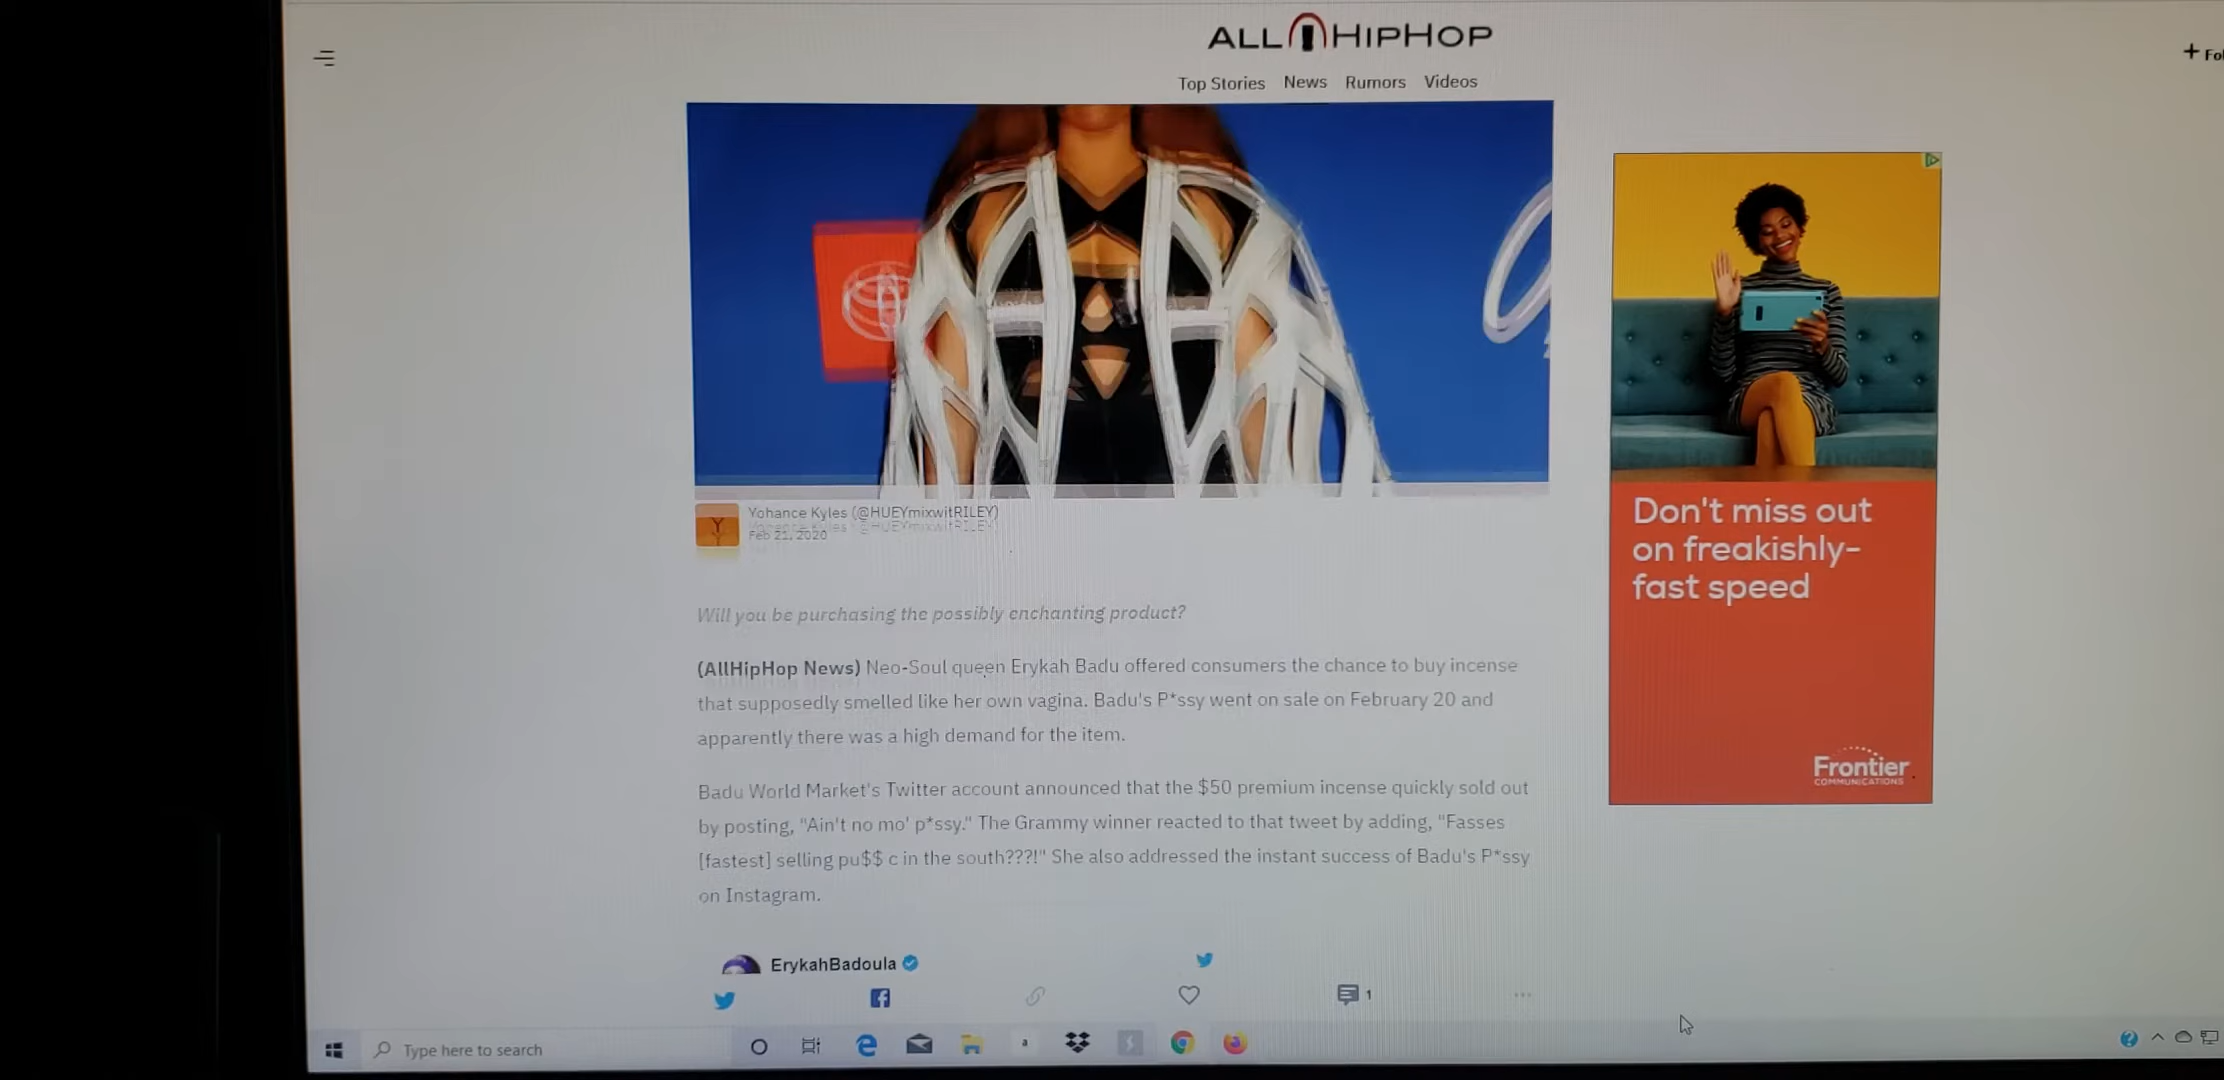 ALL HIPHOP
Top Stories News Rumors Videos
Yohance Kyles (@HUEYmixwitRILEY)
Feb 21, 2020
Will you be purchasing the possibly enchanting product?
(AllHipHop News) Neo-Soul queen Erykah Badu offered consumers the chance to buy incense
that supposedly smelled like her own vagina. Badu's P*ssy went on sale on February 20 and
apparently there was a high demand for the item.
Badu World Market's Twitter account announced that the $50 premium incense quickly sold out
by posting, "Ain't no mo' p*ssy." The Grammy winner reacted to that tweet by adding, "Fasses
[fastest] selling pu$$ c in the south???!" She also addressed the instant success of Badu's P*ssy
on Instagram.
ErykahBadoula
1
Don't miss out
on freakishly-
fast speed
Frontier
COMMUNICATIONS
Type here to search